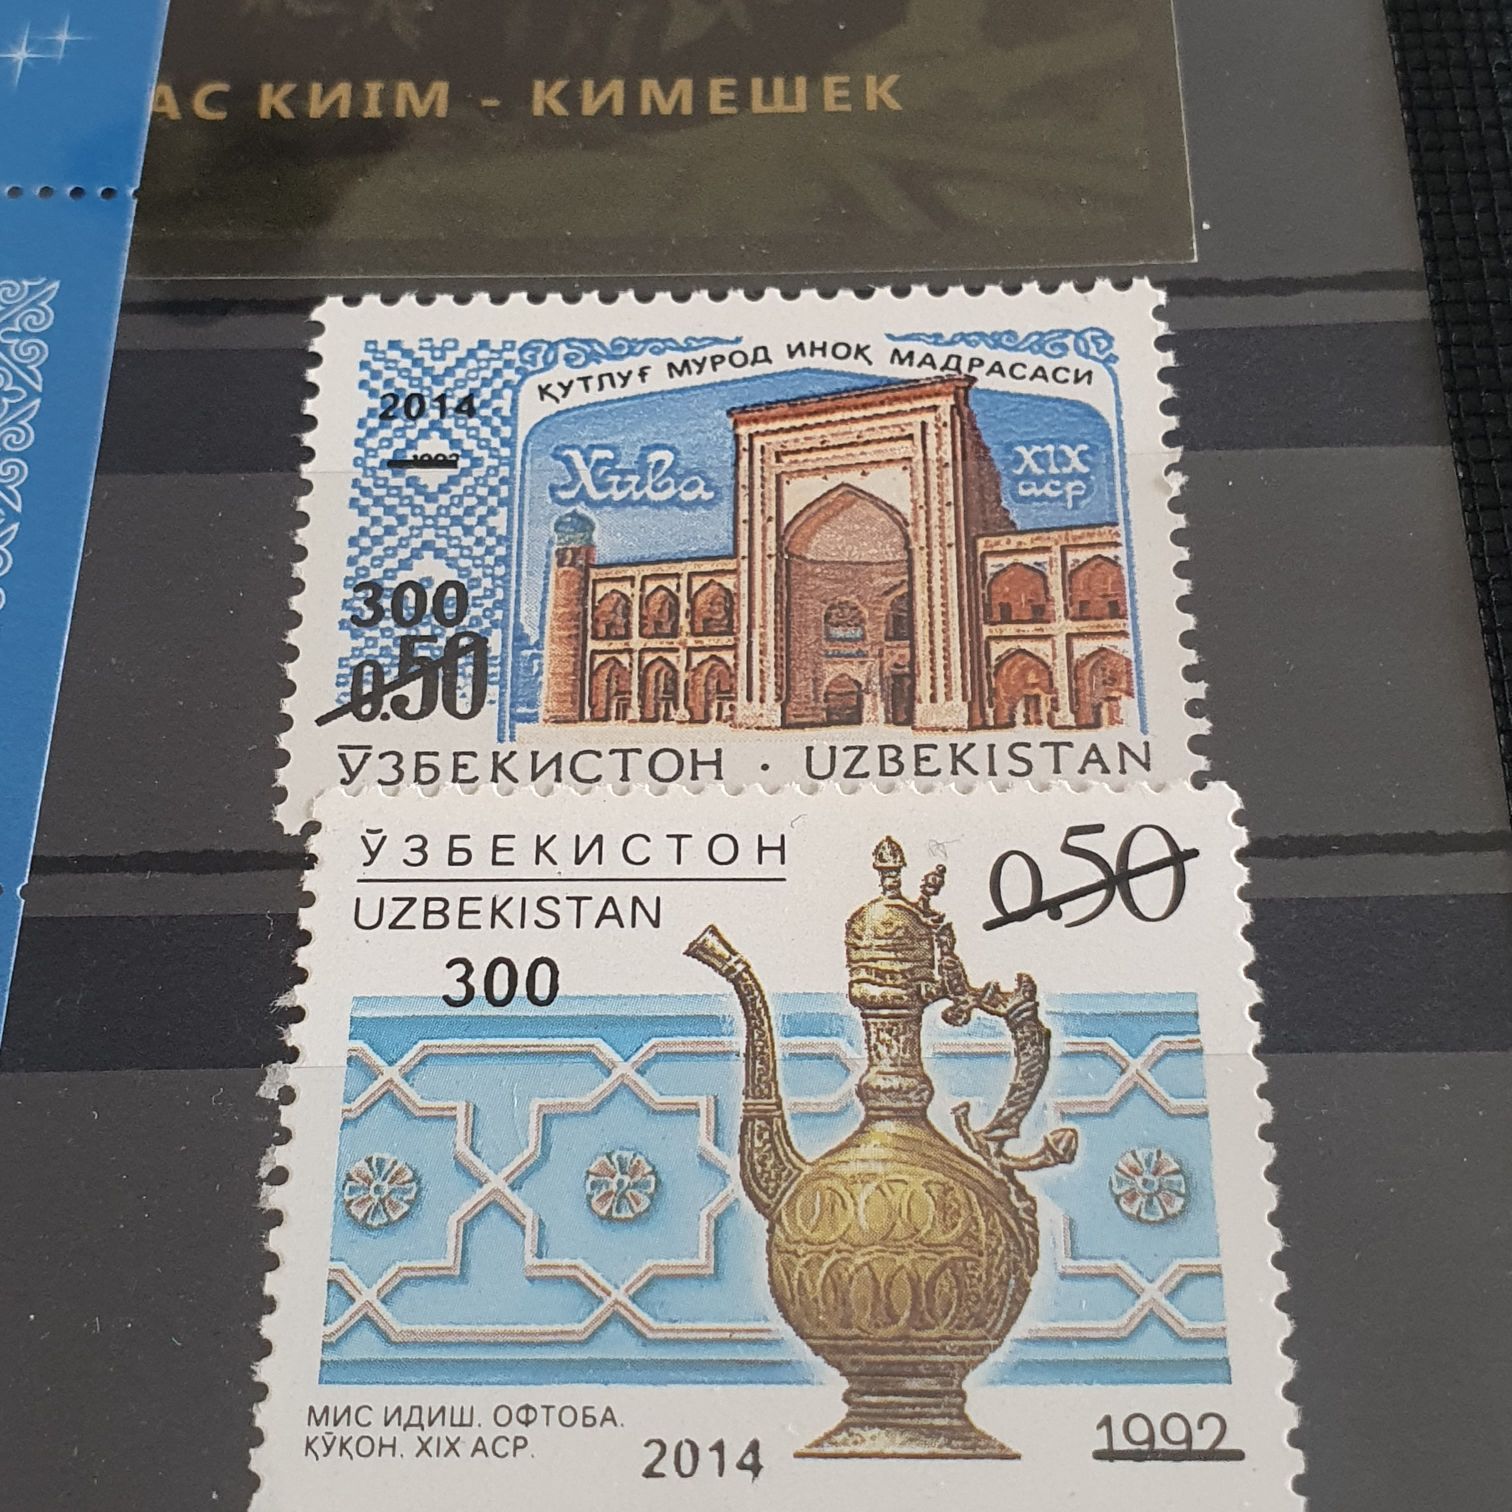 АС КИІМ - КИМЕШЕК
ҚУТЛУҒ МУРОД ИНОҚ МАДРАСАСИ
2014
1992
Хива
XIX
аср
300
0.50
ЎЗБЕКИСТОН · UZBEKISTAN
ЎЗБЕКИСТОН
0.50
UZBEKISTAN
300
МИС ИДИШ. ОФТОБА.
ҚЎҚОН. XIX АСР.
2014
1992